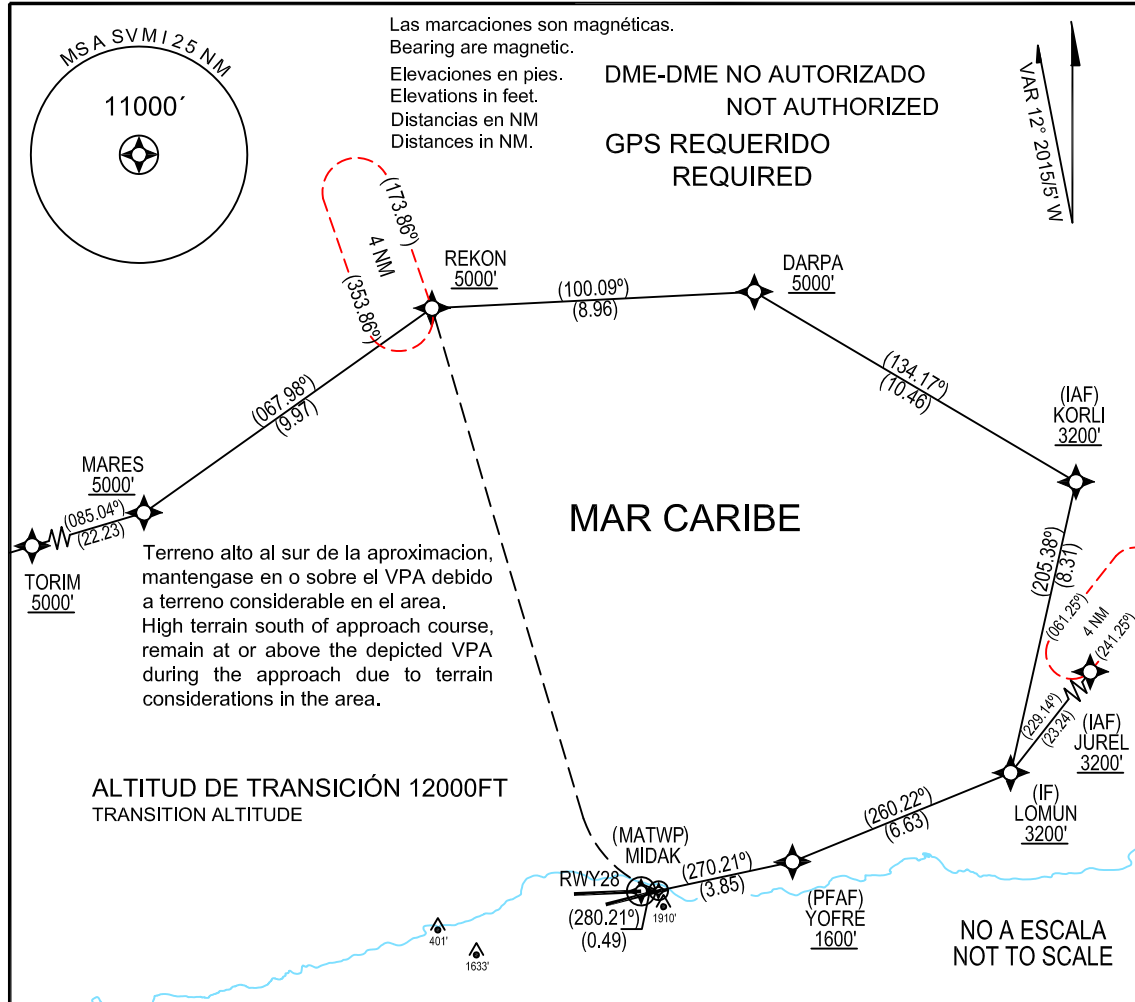 MSA SVMI 25 NM
11000´
Las marcaciones son magnéticas.
Bearing are magnetic.
Elevaciones en pies.
Elevations in feet.
Distancias en NM
Distances in NM.
DME-DME NO AUTORIZADO
NOT AUTHORIZED
GPS REQUERIDO
REQUIRED
VAR 12° 2015/5' W
(173.86º)
4 NM
(353.86º)
REKON
5000'
(100.09º)
(8.96)
DARPA
5000'
(134.17º)
(10.46)
(IAF)
KORLI
3200'
(067.98º)
(9.97)
MARES
5000'
(085.04º)
(22.23)
TORIM
5000'
MAR CARIBE
(205.38º)
(8.31)
(061.25º)
4 NM
(241.25º)
Terreno alto al sur de la aproximacion,
mantengase en o sobre el VPA debido
a terreno considerable en el area.
High terrain south of approach course,
remain at or above the depicted VPA
during the approach due to terrain
considerations in the area.
(229.14º)
(23.24)
(IAF)
JUREL
3200'
(IF)
LOMUN
3200'
ALTITUD DE TRANSICIÓN 12000FT
TRANSITION ALTITUDE
(260.22º)
(6.63)
(MATWP)
MIDAK
(270.21º)
(3.85)
RWY28
(280.21º)
(0.49)
1910'
(PFAF)
YOFRE
1600'
401'
1633'
NO A ESCALA
NOT TO SCALE